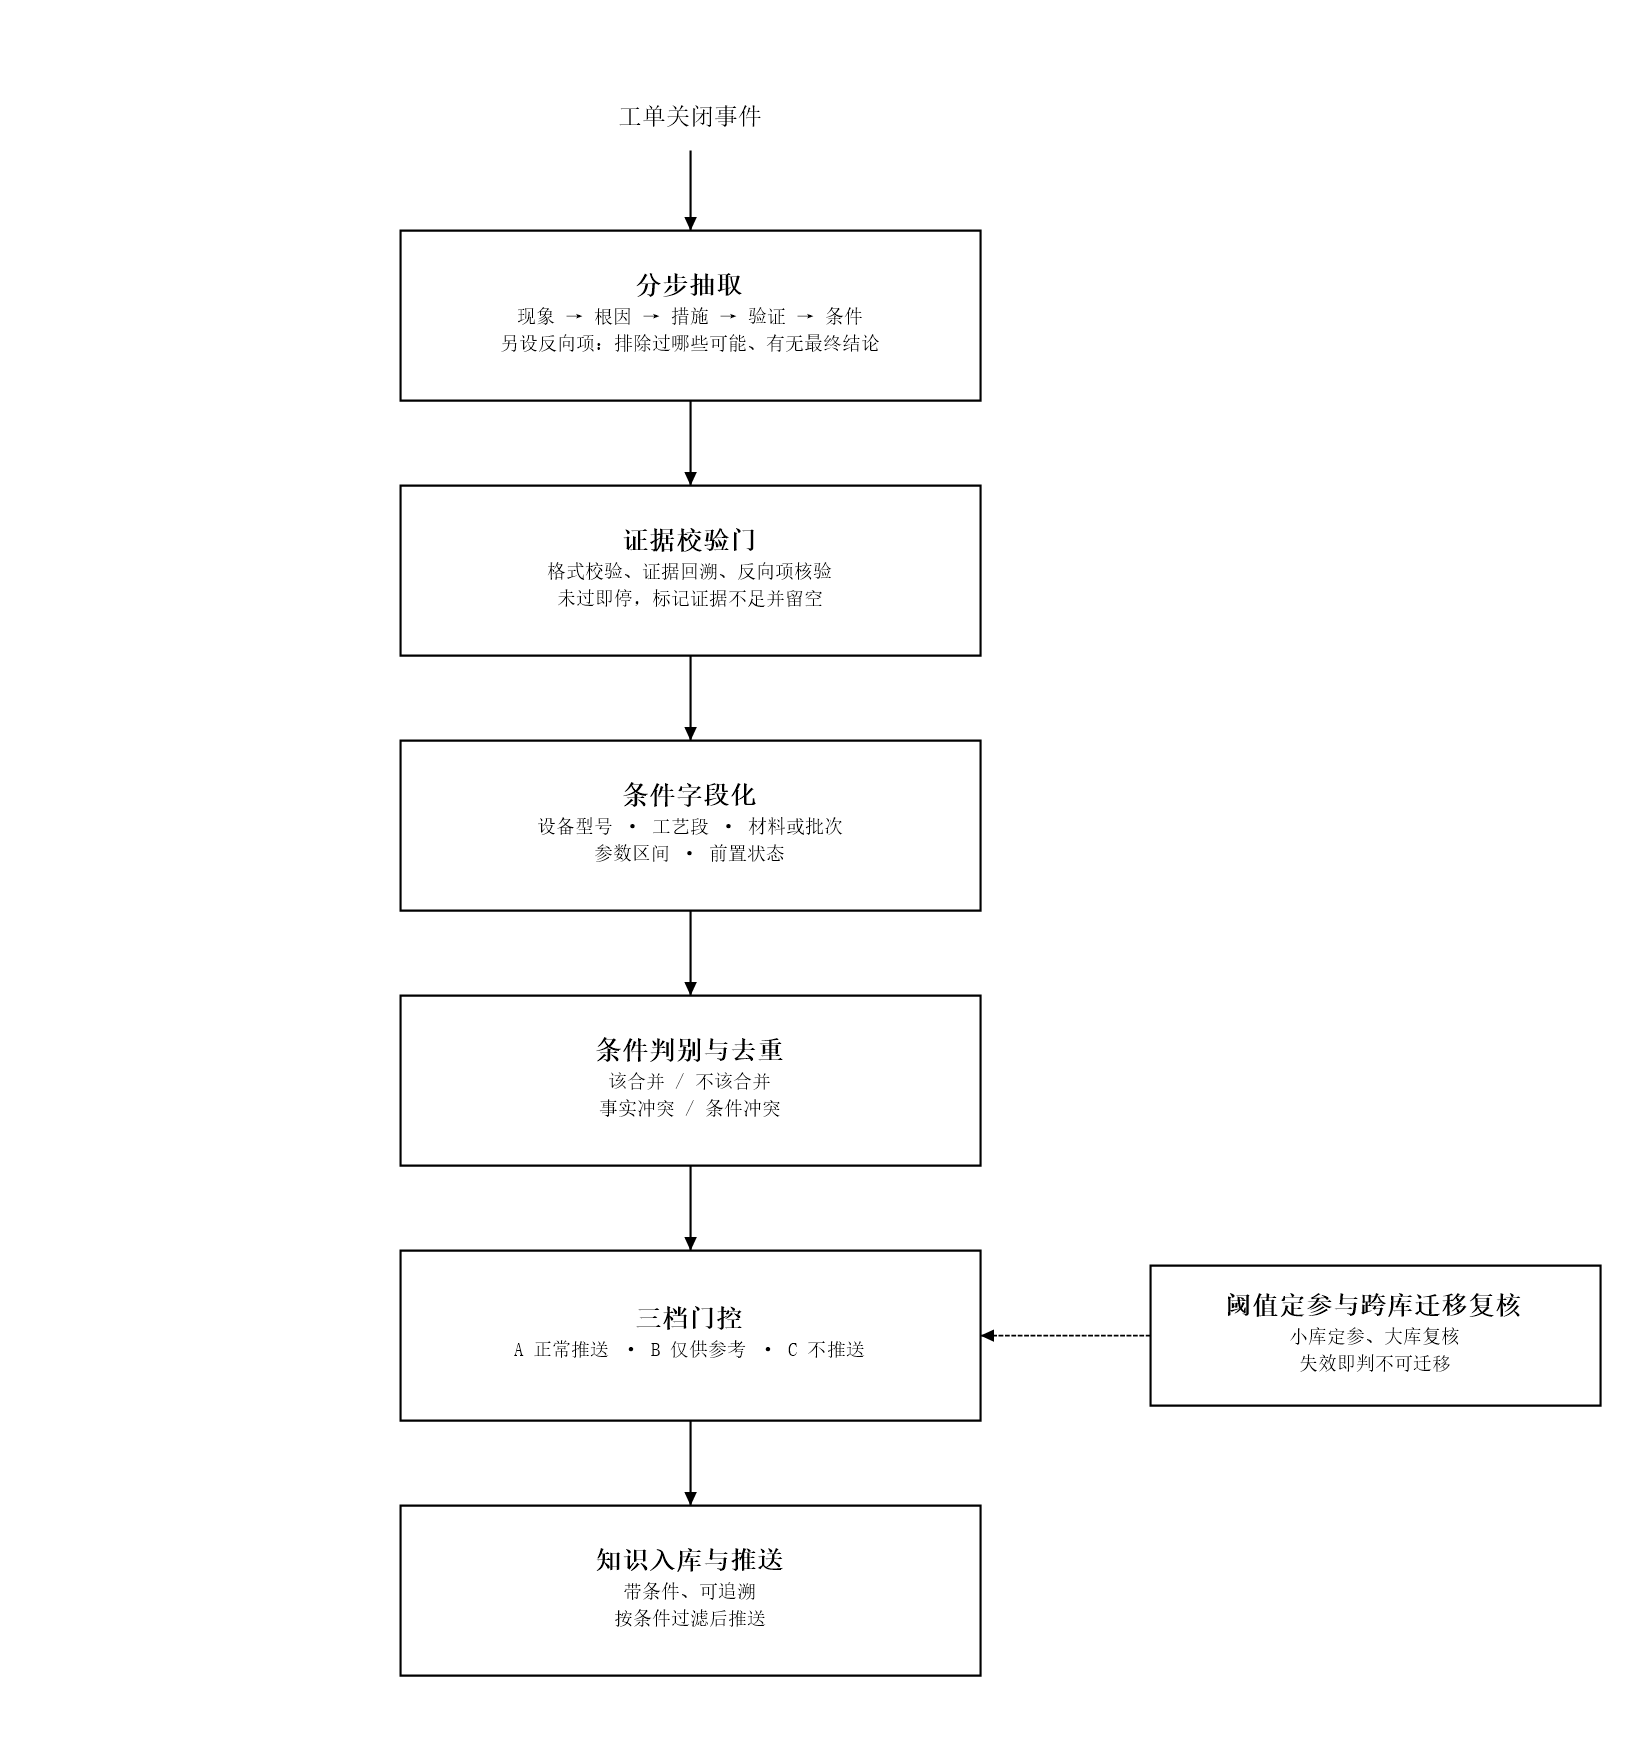 工单关闭事件
分步抽取
现象 → 根因 → 措施 → 验证 → 条件
另设反向项：排除过哪些可能、有无最终结论
证据校验门
格式校验、证据回溯、反向项核验
未过即停，标记证据不足并留空
条件字段化
设备型号 · 工艺段 · 材料或批次
参数区间 · 前置状态
条件判别与去重
该合并 / 不该合并
事实冲突 / 条件冲突
三档门控
A 正常推送 · B 仅供参考 · C 不推送
阈值定参与跨库迁移复核
小库定参、大库复核
失效即判不可迁移
知识入库与推送
带条件、可追溯
按条件过滤后推送